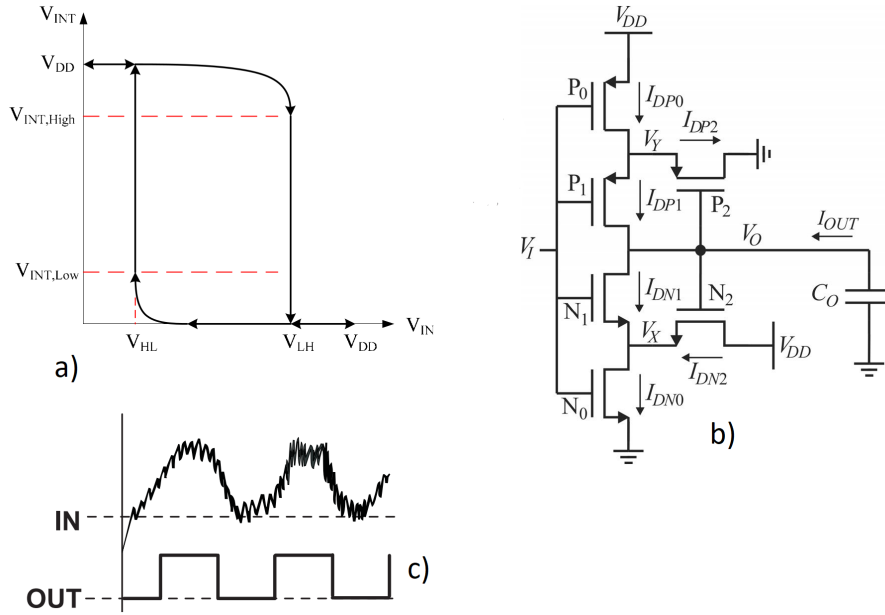 V_INT
V_DD
V_INT,High
V_INT,Low
V_HL
V_LH
V_DD
V_IN
a)
V_DD
P_0
I_DP0
I_DP2
V_Y
P_1
I_DP1
P_2
V_I
V_O
I_OUT
I_DN1
N_2
C_O
N_1
V_X
V_DD
I_DN2
N_0
I_DN0
b)
IN
OUT
c)